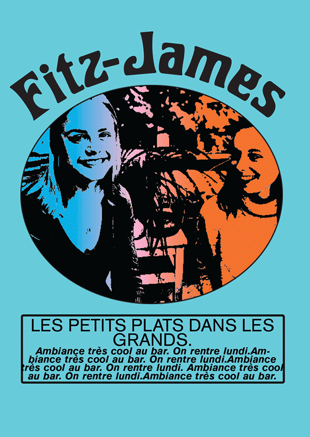 Fitz-James
LES PETITS PLATS DANS LES
GRANDS.
Ambiance très cool au bar. On rentre lundi.Am-
biance très cool au bar. On rentre lundi.Ambiance
très cool au bar. On rentre lundi. Ambiance très cool
au bar. On rentre lundi.Ambiance très cool au bar.